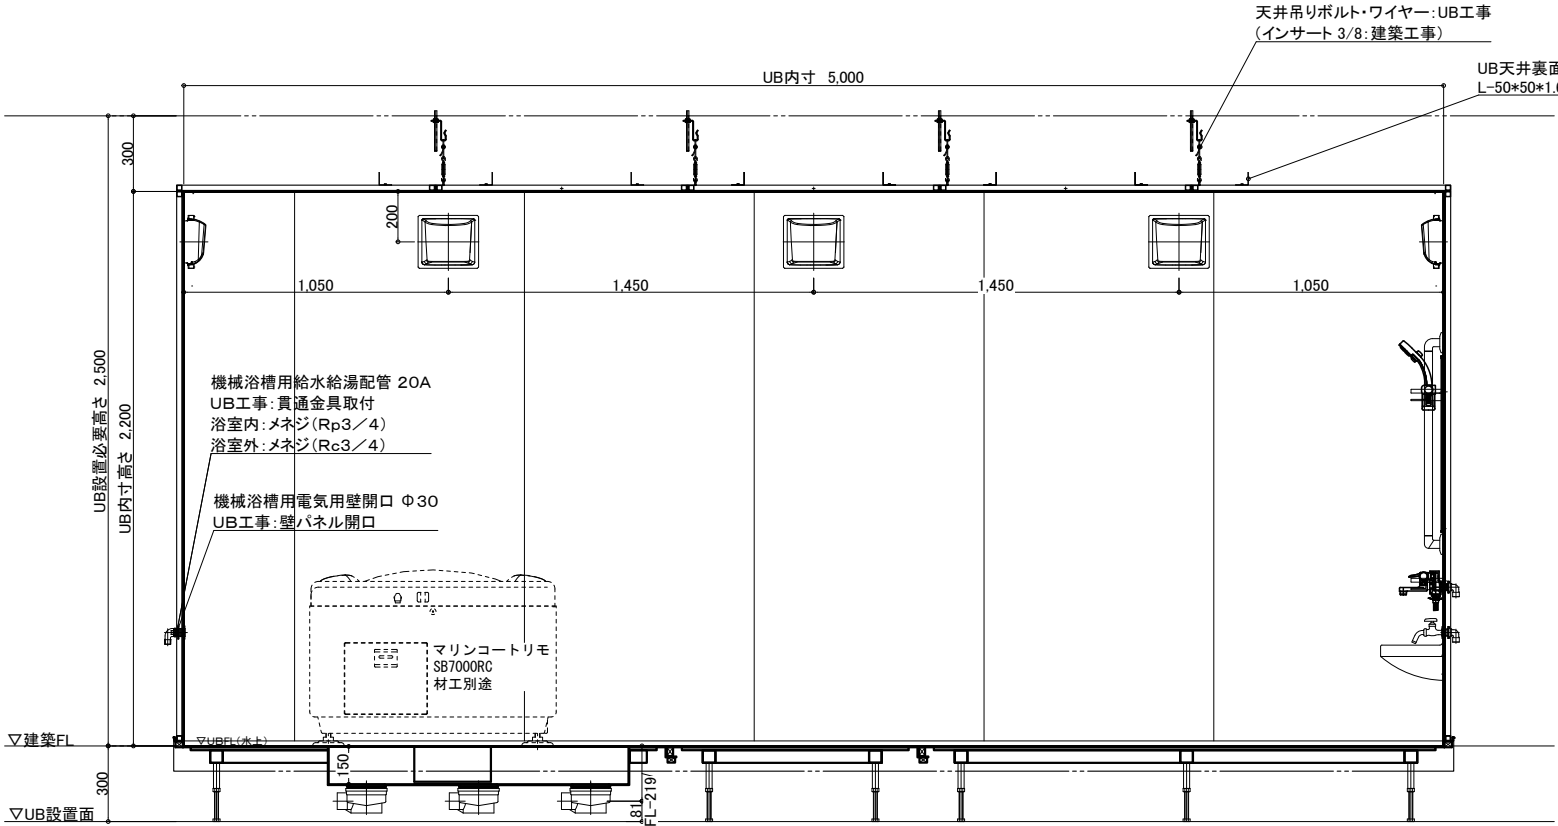 天井吊りボルト・ワイヤー:UB工事
(インサート 3/8:建築工事)
UB内寸 5,000
UB天井裏面
L-50*50*1.
300
200
1,050
1,450
1,450
1,050
UB設置必要高さ 2,500
UB内寸高さ 2,200
機械浴槽用給水給湯配管 20A
UB工事:貫通金具取付
浴室内:メネジ(Rp3/4)
浴室外:メネジ(Rc3/4)
機械浴槽用電気用壁開口 Φ30
UB工事:壁パネル開口
マリンコートリモ
SB7000RC
材工別途
▽建築FL
▽UBFL(水上)
150
300
81
FL-219
▽UB設置面